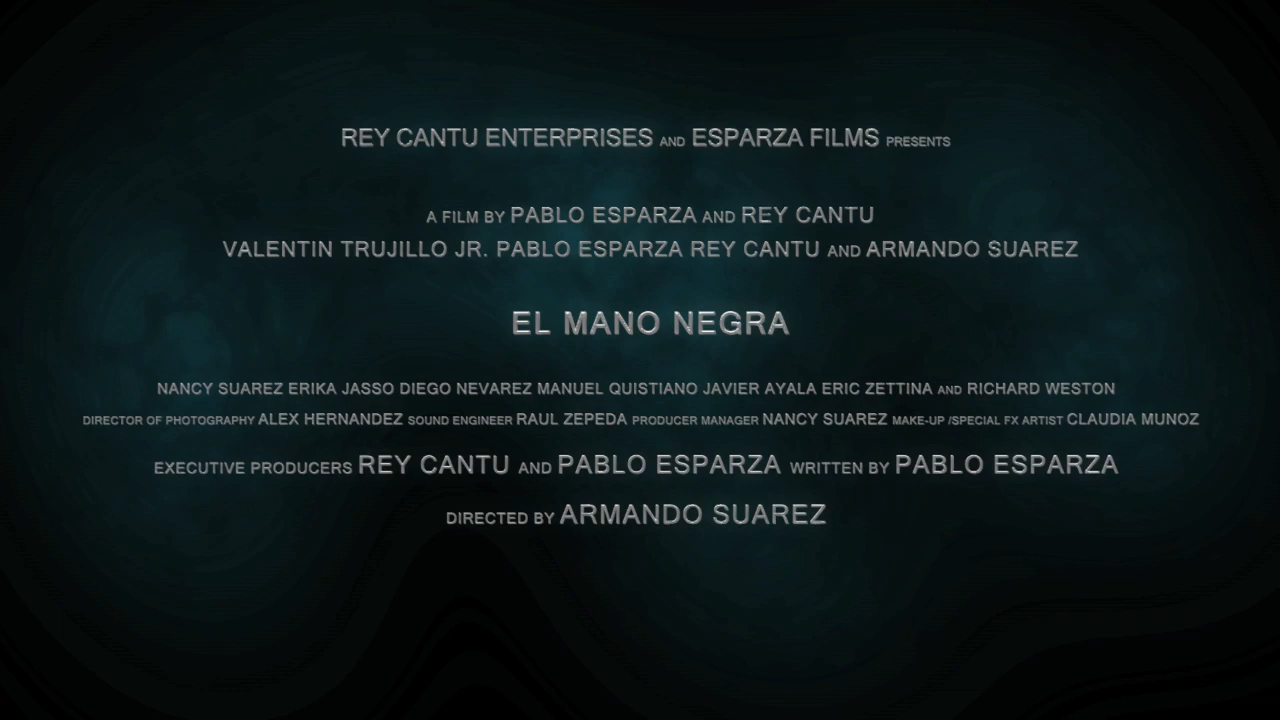 REY CANTU ENTERPRISES AND ESPARZA FILMS PRESENTS
A FILM BY PABLO ESPARZA AND REY CANTU
VALENTIN TRUJILLO JR. PABLO ESPARZA REY CANTU AND ARMANDO SUAREZ
EL MANO NEGRA
NANCY SUAREZ ERIKA JASSO DIEGO NEVAREZ MANUEL QUISTIANO JAVIER AYALA ERIC ZETTINA AND RICHARD WESTON
DIRECTOR OF PHOTOGRAPHY ALEX HERNANDEZ SOUND ENGINEER RAUL ZEPEDA PRODUCER MANAGER NANCY SUAREZ MAKE-UP /SPECIAL FX ARTIST CLAUDIA MUNOZ
EXECUTIVE PRODUCERS REY CANTU AND PABLO ESPARZA WRITTEN BY PABLO ESPARZA
DIRECTED BY ARMANDO SUAREZ